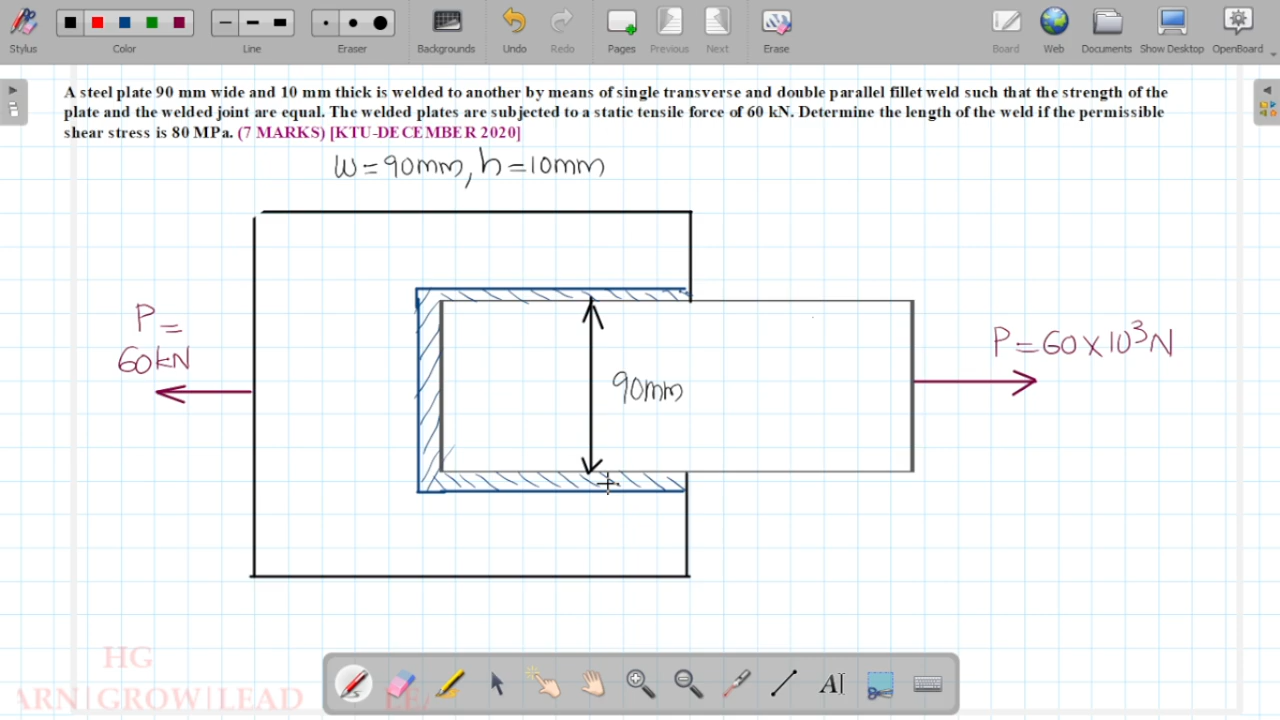 Stylus
Color
Line
Eraser
Backgrounds
Undo
Redo
Pages
Previous
Next
Erase
Board
Web
Documents
Show Desktop
OpenBoard
A steel plate 90 mm wide and 10 mm thick is welded to another by means of single transverse and double parallel fillet weld such that the strength of the
plate and the welded joint are equal. The welded plates are subjected to a static tensile force of 60 kN. Determine the length of the weld if the permissible
shear stress is 80 MPa. (7 MARKS) [KTU-DECEMBER 2020]
w=90mm, h=10mm
P=
60kN
90mm
P=60×10³N
HG
ARN|GROW|LEAD
AI